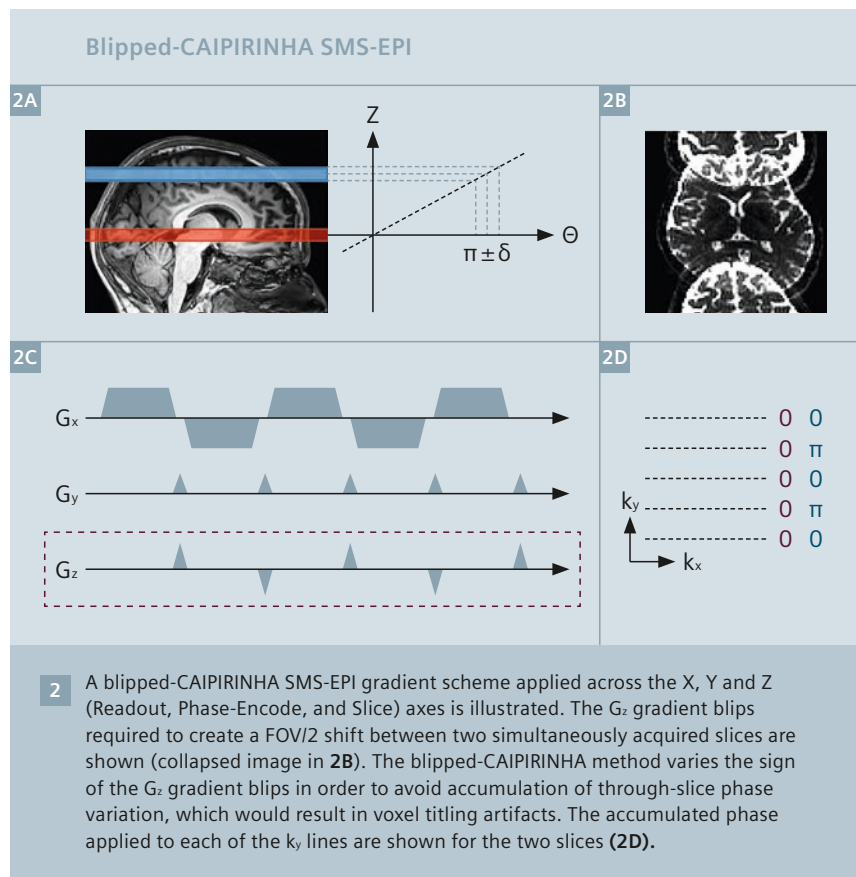 Blipped-CAIPIRINHA SMS-EPI
2A
Z
Θ
π ± δ
2B
2C
Gx
Gy
Gz
2D
0 0
0 π
0 0
0 π
0 0
ky
kx
2
A blipped-CAIPIRINHA SMS-EPI gradient scheme applied across the X, Y and Z
(Readout, Phase-Encode, and Slice) axes is illustrated. The Gz gradient blips
required to create a FOV/2 shift between two simultaneously acquired slices are
shown (collapsed image in 2B). The blipped-CAIPIRINHA method varies the sign
of the Gz gradient blips in order to avoid accumulation of through-slice phase
variation, which would result in voxel titling artifacts. The accumulated phase
applied to each of the ky lines are shown for the two slices (2D).